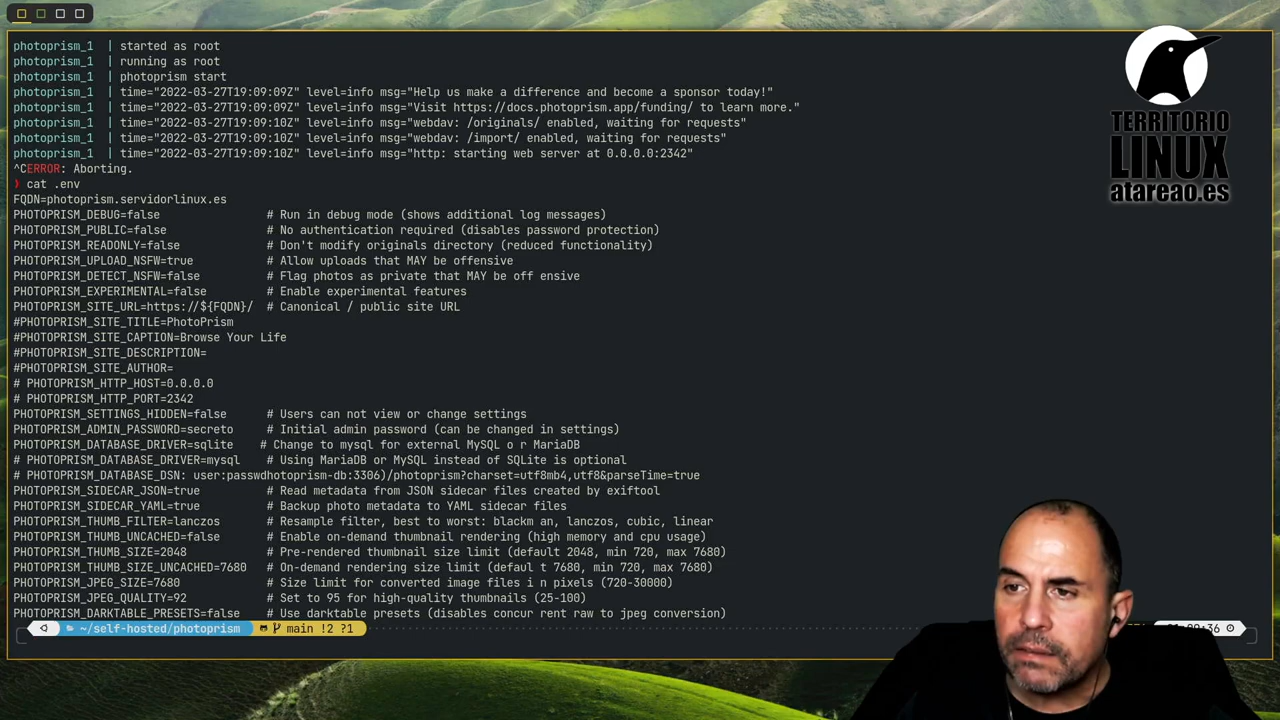 photoprism_1  | started as root
photoprism_1  | running as root
photoprism_1  | photoprism start
photoprism_1  | time="2022-03-27T19:09:09Z" level=info msg="Help us make a difference and become a sponsor today!"
photoprism_1  | time="2022-03-27T19:09:09Z" level=info msg="Visit https://docs.photoprism.app/funding/ to learn more."
photoprism_1  | time="2022-03-27T19:09:10Z" level=info msg="webdav: /originals/ enabled, waiting for requests"
photoprism_1  | time="2022-03-27T19:09:10Z" level=info msg="webdav: /import/ enabled, waiting for requests"
photoprism_1  | time="2022-03-27T19:09:10Z" level=info msg="http: starting web server at 0.0.0.0:2342"
^CERROR: Aborting.
❯ cat .env
FQDN=photoprism.servidorlinux.es
PHOTOPRISM_DEBUG=false                # Run in debug mode (shows additional log messages)
PHOTOPRISM_PUBLIC=false               # No authentication required (disables password protection)
PHOTOPRISM_READONLY=false             # Don't modify originals directory (reduced functionality)
PHOTOPRISM_UPLOAD_NSFW=true           # Allow uploads that MAY be offensive
PHOTOPRISM_DETECT_NSFW=false          # Flag photos as private that MAY be off ensive
PHOTOPRISM_EXPERIMENTAL=false         # Enable experimental features
PHOTOPRISM_SITE_URL=https://${FQDN}/  # Canonical / public site URL
#PHOTOPRISM_SITE_TITLE=PhotoPrism
#PHOTOPRISM_SITE_CAPTION=Browse Your Life
#PHOTOPRISM_SITE_DESCRIPTION=
#PHOTOPRISM_SITE_AUTHOR=
# PHOTOPRISM_HTTP_HOST=0.0.0.0
# PHOTOPRISM_HTTP_PORT=2342
PHOTOPRISM_SETTINGS_HIDDEN=false      # Users can not view or change settings
PHOTOPRISM_ADMIN_PASSWORD=secreto     # Initial admin password (can be changed in settings)
PHOTOPRISM_DATABASE_DRIVER=sqlite    # Change to mysql for external MySQL o r MariaDB
# PHOTOPRISM_DATABASE_DRIVER=mysql    # Using MariaDB or MySQL instead of SQLite is optional
# PHOTOPRISM_DATABASE_DSN: user:passwdhotoprism-db:3306)/photoprism?charset=utf8mb4,utf8&parseTime=true
PHOTOPRISM_SIDECAR_JSON=true          # Read metadata from JSON sidecar files created by exiftool
PHOTOPRISM_SIDECAR_YAML=true          # Backup photo metadata to YAML sidecar files
PHOTOPRISM_THUMB_FILTER=lanczos       # Resample filter, best to worst: blackm an, lanczos, cubic, linear
PHOTOPRISM_THUMB_UNCACHED=false       # Enable on-demand thumbnail rendering (high memory and cpu usage)
PHOTOPRISM_THUMB_SIZE=2048            # Pre-rendered thumbnail size limit (default 2048, min 720, max 7680)
PHOTOPRISM_THUMB_SIZE_UNCACHED=7680   # On-demand rendering size limit (defaul t 7680, min 720, max 7680)
PHOTOPRISM_JPEG_SIZE=7680             # Size limit for converted image files i n pixels (720-30000)
PHOTOPRISM_JPEG_QUALITY=92            # Set to 95 for high-quality thumbnails (25-100)
PHOTOPRISM_DARKTABLE_PRESETS=false    # Use darktable presets (disables concur rent raw to jpeg conversion)
~/self-hosted/photoprism  main !2 ?1
TERRITORIO
LINUX
atareao.es